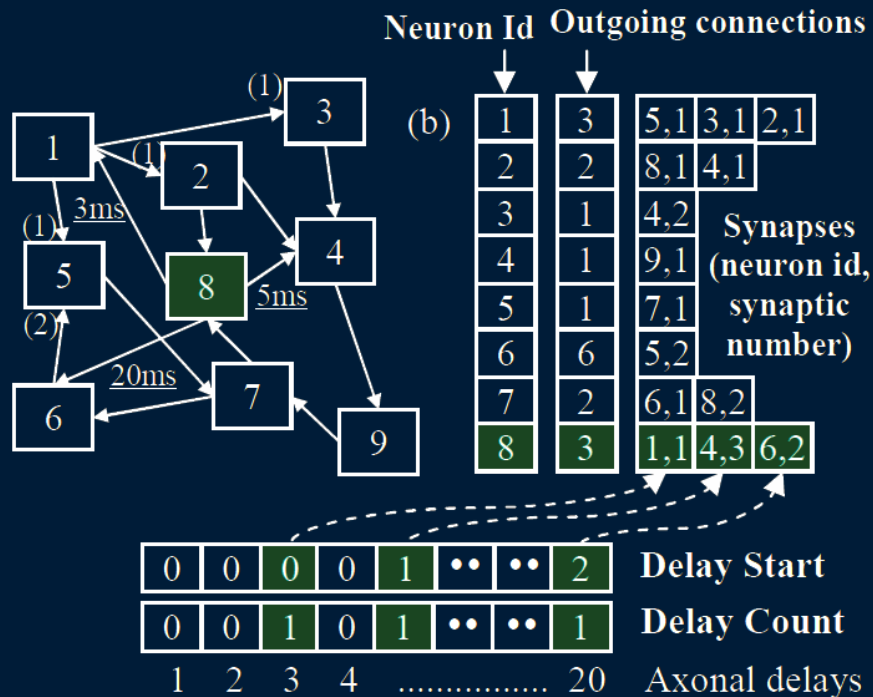 Neuron Id Outgoing connections
(1) 3
1 (1) 2
3ms
(1) 5 8 5ms 4
(2)
20ms
6 7 9
(b) 1 3 5,1 3,1 2,1
2 2 8,1 4,1
3 1 4,2
4 1 9,1
5 1 7,1
6 6 5,2
7 2 6,1 8,2
8 3 1,1 4,3 6,2
Synapses
(neuron id,
synaptic
number)
0 0 0 0 1 •• •• 2 Delay Start
0 0 1 0 1 •• •• 1 Delay Count
1 2 3 4 ................ 20 Axonal delays